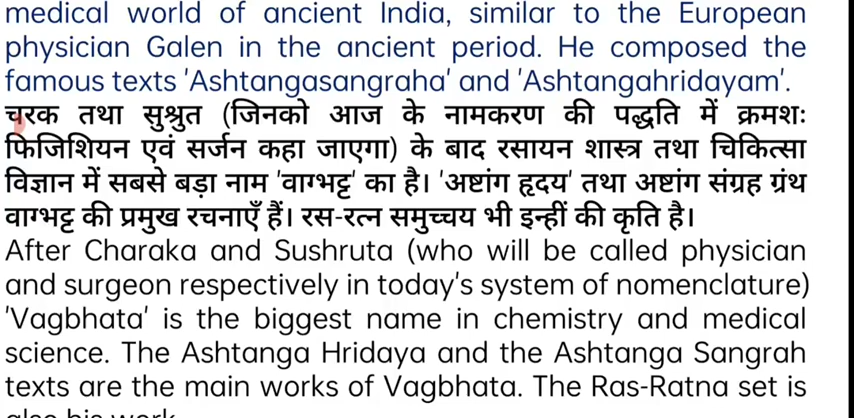 medical world of ancient India, similar to the European
physician Galen in the ancient period. He composed the
famous texts 'Ashtangasangraha' and 'Ashtangahridayam'.
चरक तथा सुश्रुत (जिनको आज के नामकरण की पद्धति में क्रमशः
फिजिशियन एवं सर्जन कहा जाएगा) के बाद रसायन शास्त्र तथा चिकित्सा
विज्ञान में सबसे बड़ा नाम 'वाग्भट्ट' का है। 'अष्टांग हृदय' तथा अष्टांग संग्रह ग्रंथ
वाग्भट्ट की प्रमुख रचनाएँ हैं। रस-रत्न समुच्चय भी इन्हीं की कृति है।
After Charaka and Sushruta (who will be called physician
and surgeon respectively in today's system of nomenclature)
'Vagbhata' is the biggest name in chemistry and medical
science. The Ashtanga Hridaya and the Ashtanga Sangrah
texts are the main works of Vagbhata. The Ras-Ratna set is
also his work